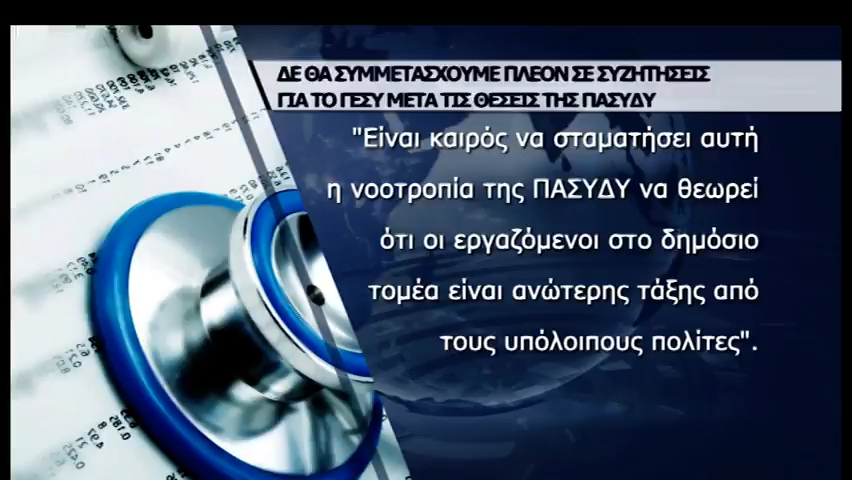 ΔΕ ΘΑ ΣΥΜΜΕΤΑΣΧΟΥΜΕ ΠΛΕΟΝ ΣΕ ΣΥΖΗΤΗΣΕΙΣ
ΓΙΑ ΤΟ ΓΕΣΥ ΜΕΤΑ ΤΙΣ ΘΕΣΕΙΣ ΤΗΣ ΠΑΣΥΔΥ
"Είναι καιρός να σταματήσει αυτή
η νοοτροπία της ΠΑΣΥΔΥ να θεωρεί
ότι οι εργαζόμενοι στο δημόσιο
τομέα είναι ανώτερης τάξης από
τους υπόλοιπους πολίτες".